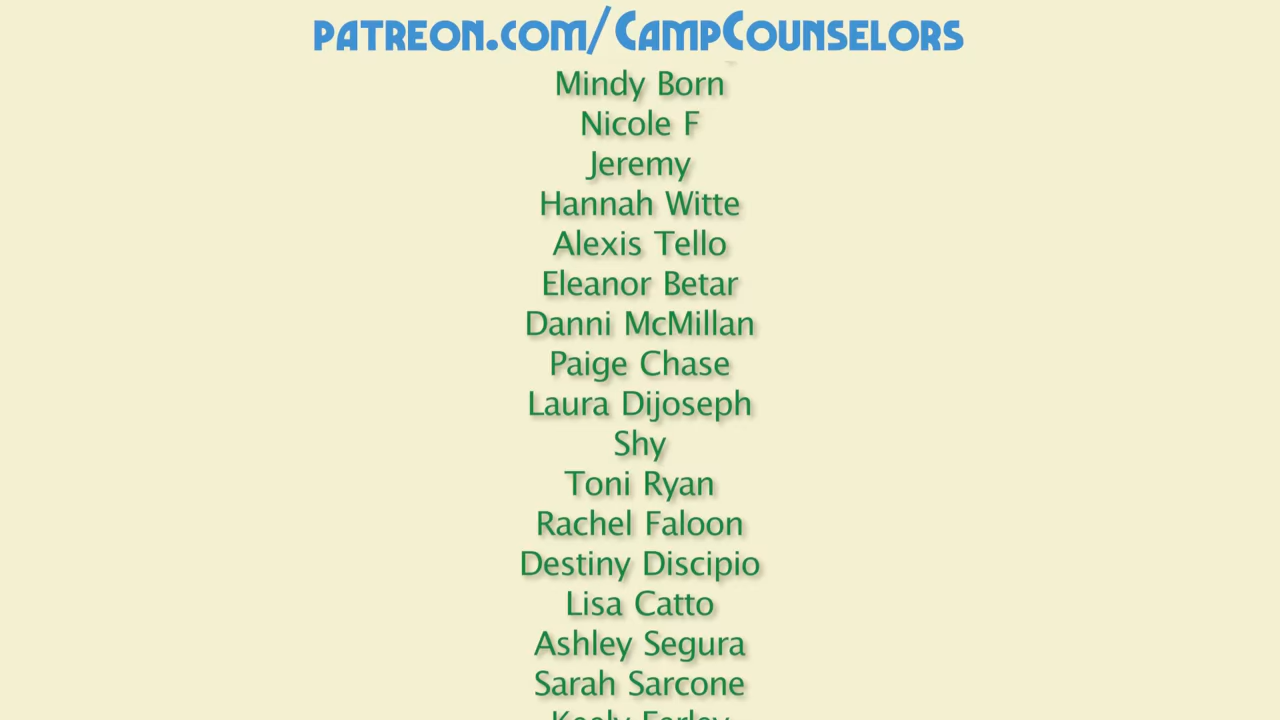 patreon.com/CampCounselors
Mindy Born
Nicole F
Jeremy
Hannah Witte
Alexis Tello
Eleanor Betar
Danni McMillan
Paige Chase
Laura Dijoseph
Shy
Toni Ryan
Rachel Faloon
Destiny Discipio
Lisa Catto
Ashley Segura
Sarah Sarcone